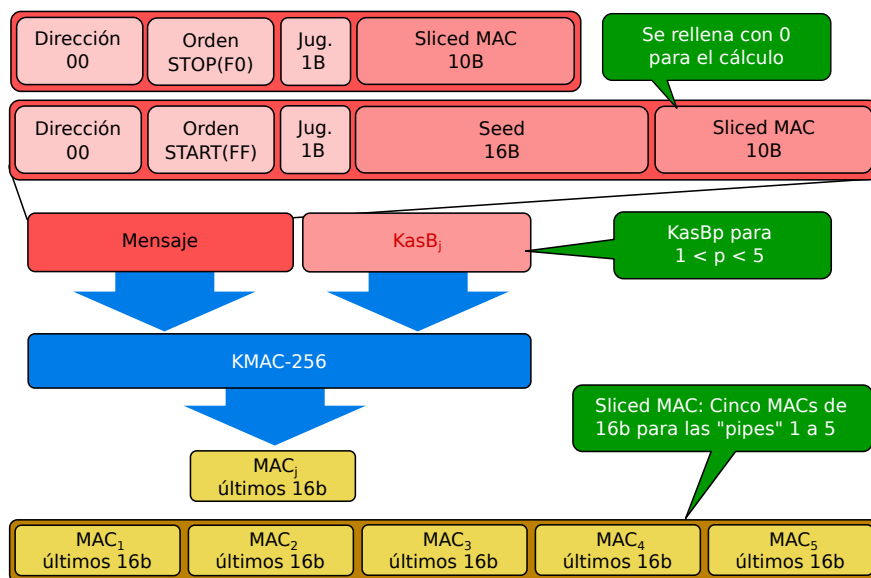 Dirección
00
Orden
STOP(F0)
Jug.
1B
Sliced MAC
10B
Se rellena con 0
para el cálculo
Dirección
00
Orden
START(FF)
Jug.
1B
Seed
16B
Sliced MAC
10B
Mensaje
KasBⱼ
KasBp para
1 < p < 5
KMAC-256
Sliced MAC: Cinco MACs de
16b para las "pipes" 1 a 5
MACⱼ
últimos 16b
MAC₁
últimos 16b
MAC₂
últimos 16b
MAC₃
últimos 16b
MAC₄
últimos 16b
MAC₅
últimos 16b